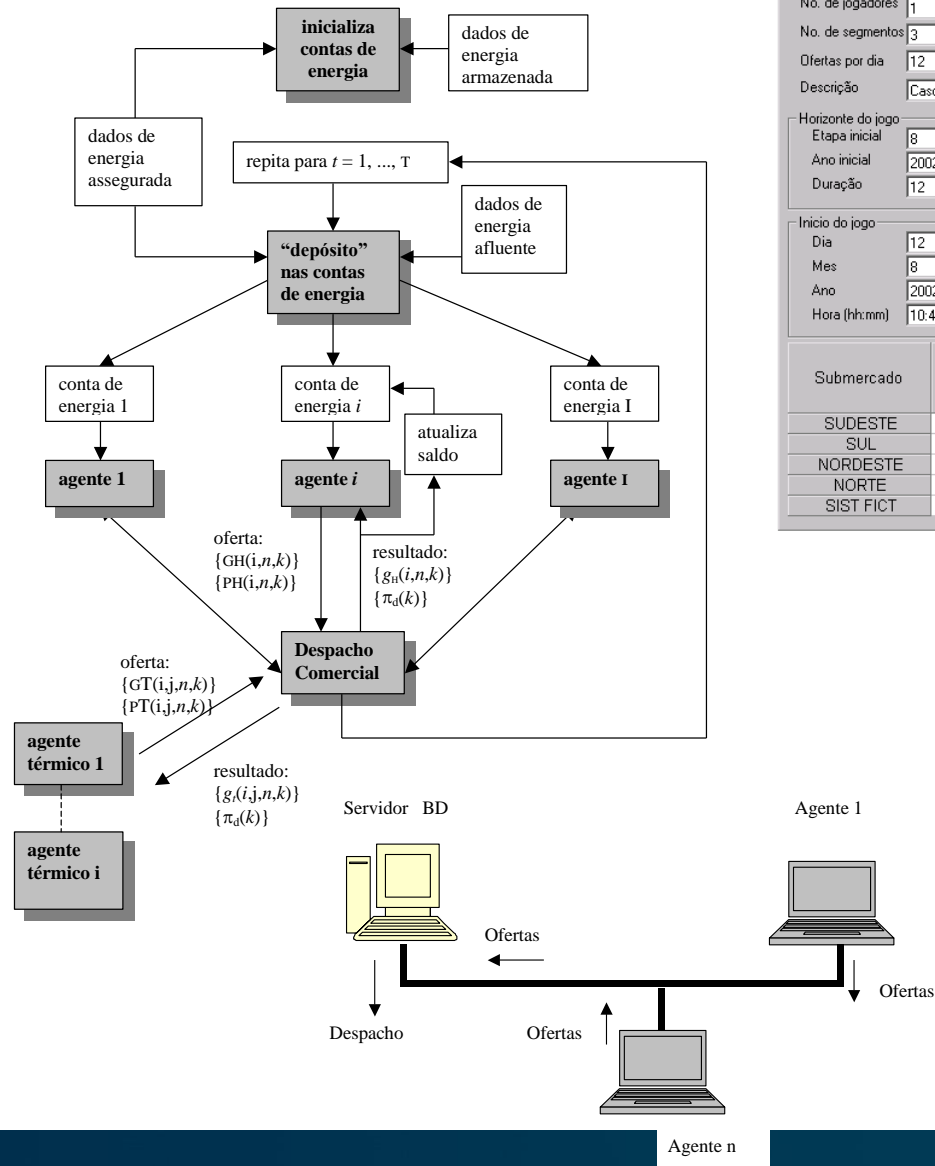 inicializa
contas de
energia
dados de
energia
armazenada
dados de
energia
assegurada
repita para t = 1, ..., T
dados de
energia
afluente
“depósito”
nas contas
de energia
conta de
energia 1
conta de
energia i
conta de
energia I
atualiza
saldo
agente 1
agente i
agente I
oferta:
{GH(i,n,k)}
{PH(i,n,k)}
resultado:
{gH(i,n,k)}
{πd(k)}
Despacho
Comercial
oferta:
{GT(i,j,n,k)}
{PT(i,j,n,k)}
agente
térmico 1
resultado:
{gt(i,j,n,k)}
{πd(k)}
agente
térmico i
Servidor BD
Agente 1
Ofertas
Ofertas
Despacho
Ofertas
Agente n
No. de jogadores 1
No. de segmentos 3
Ofertas por dia 12
Descrição
Horizonte do jogo
Etapa inicial 8
Ano inicial 2002
Duração 12
Inicio do jogo
Dia 12
Mes 8
Ano 2002
Hora (hh:mm) 10:4
Submercado
SUDESTE
SUL
NORDESTE
NORTE
SIST FICT